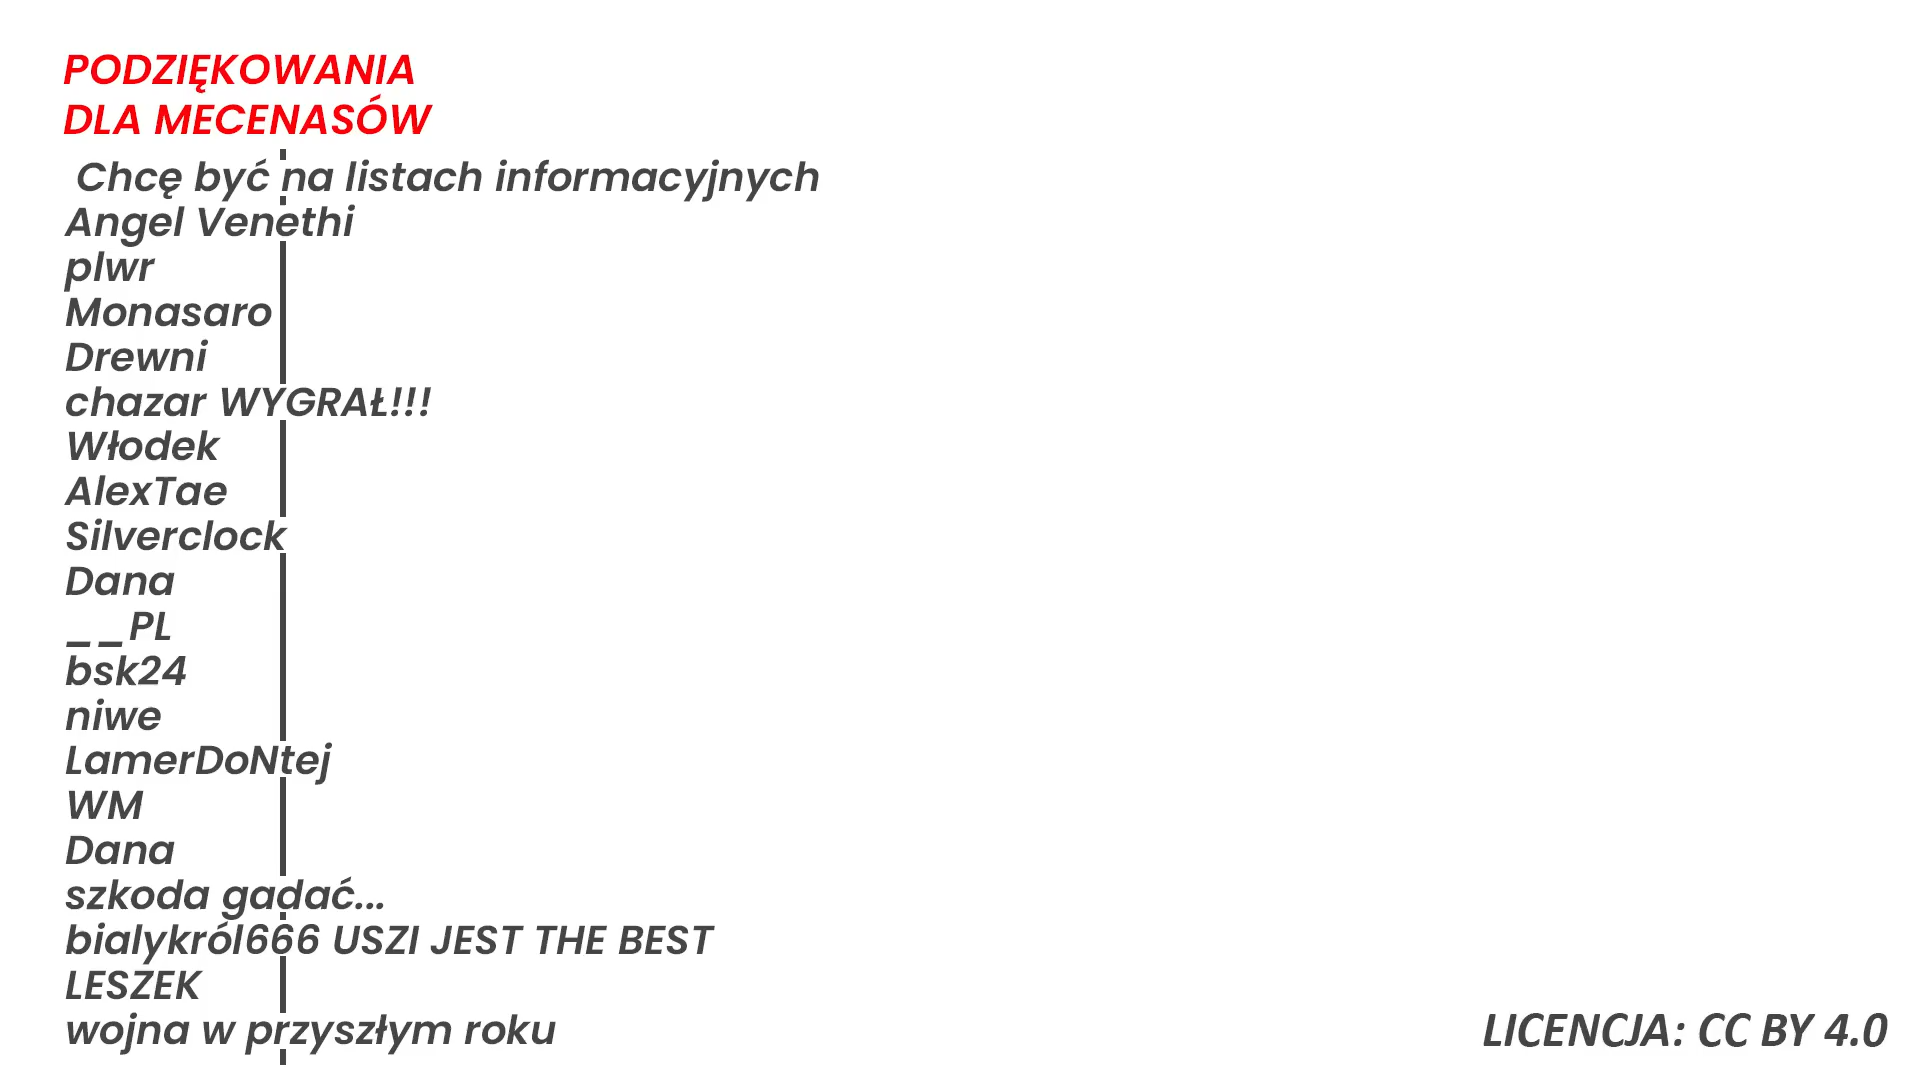 PODZIĘKOWANIA
DLA MECENASÓW
Chcę być na listach informacyjnych
Angel Venethi
plwr
Monasaro
Drewni
chazar WYGRAŁ!!!
Włodek
AlexTae
Silverclock
Dana
__PL
bsk24
niwe
LamerDoNtej
WM
Dana
szkoda gadać...
bialykról666 USZI JEST THE BEST
LESZEK
wojna w przyszłym roku
LICENCJA: CC BY 4.0